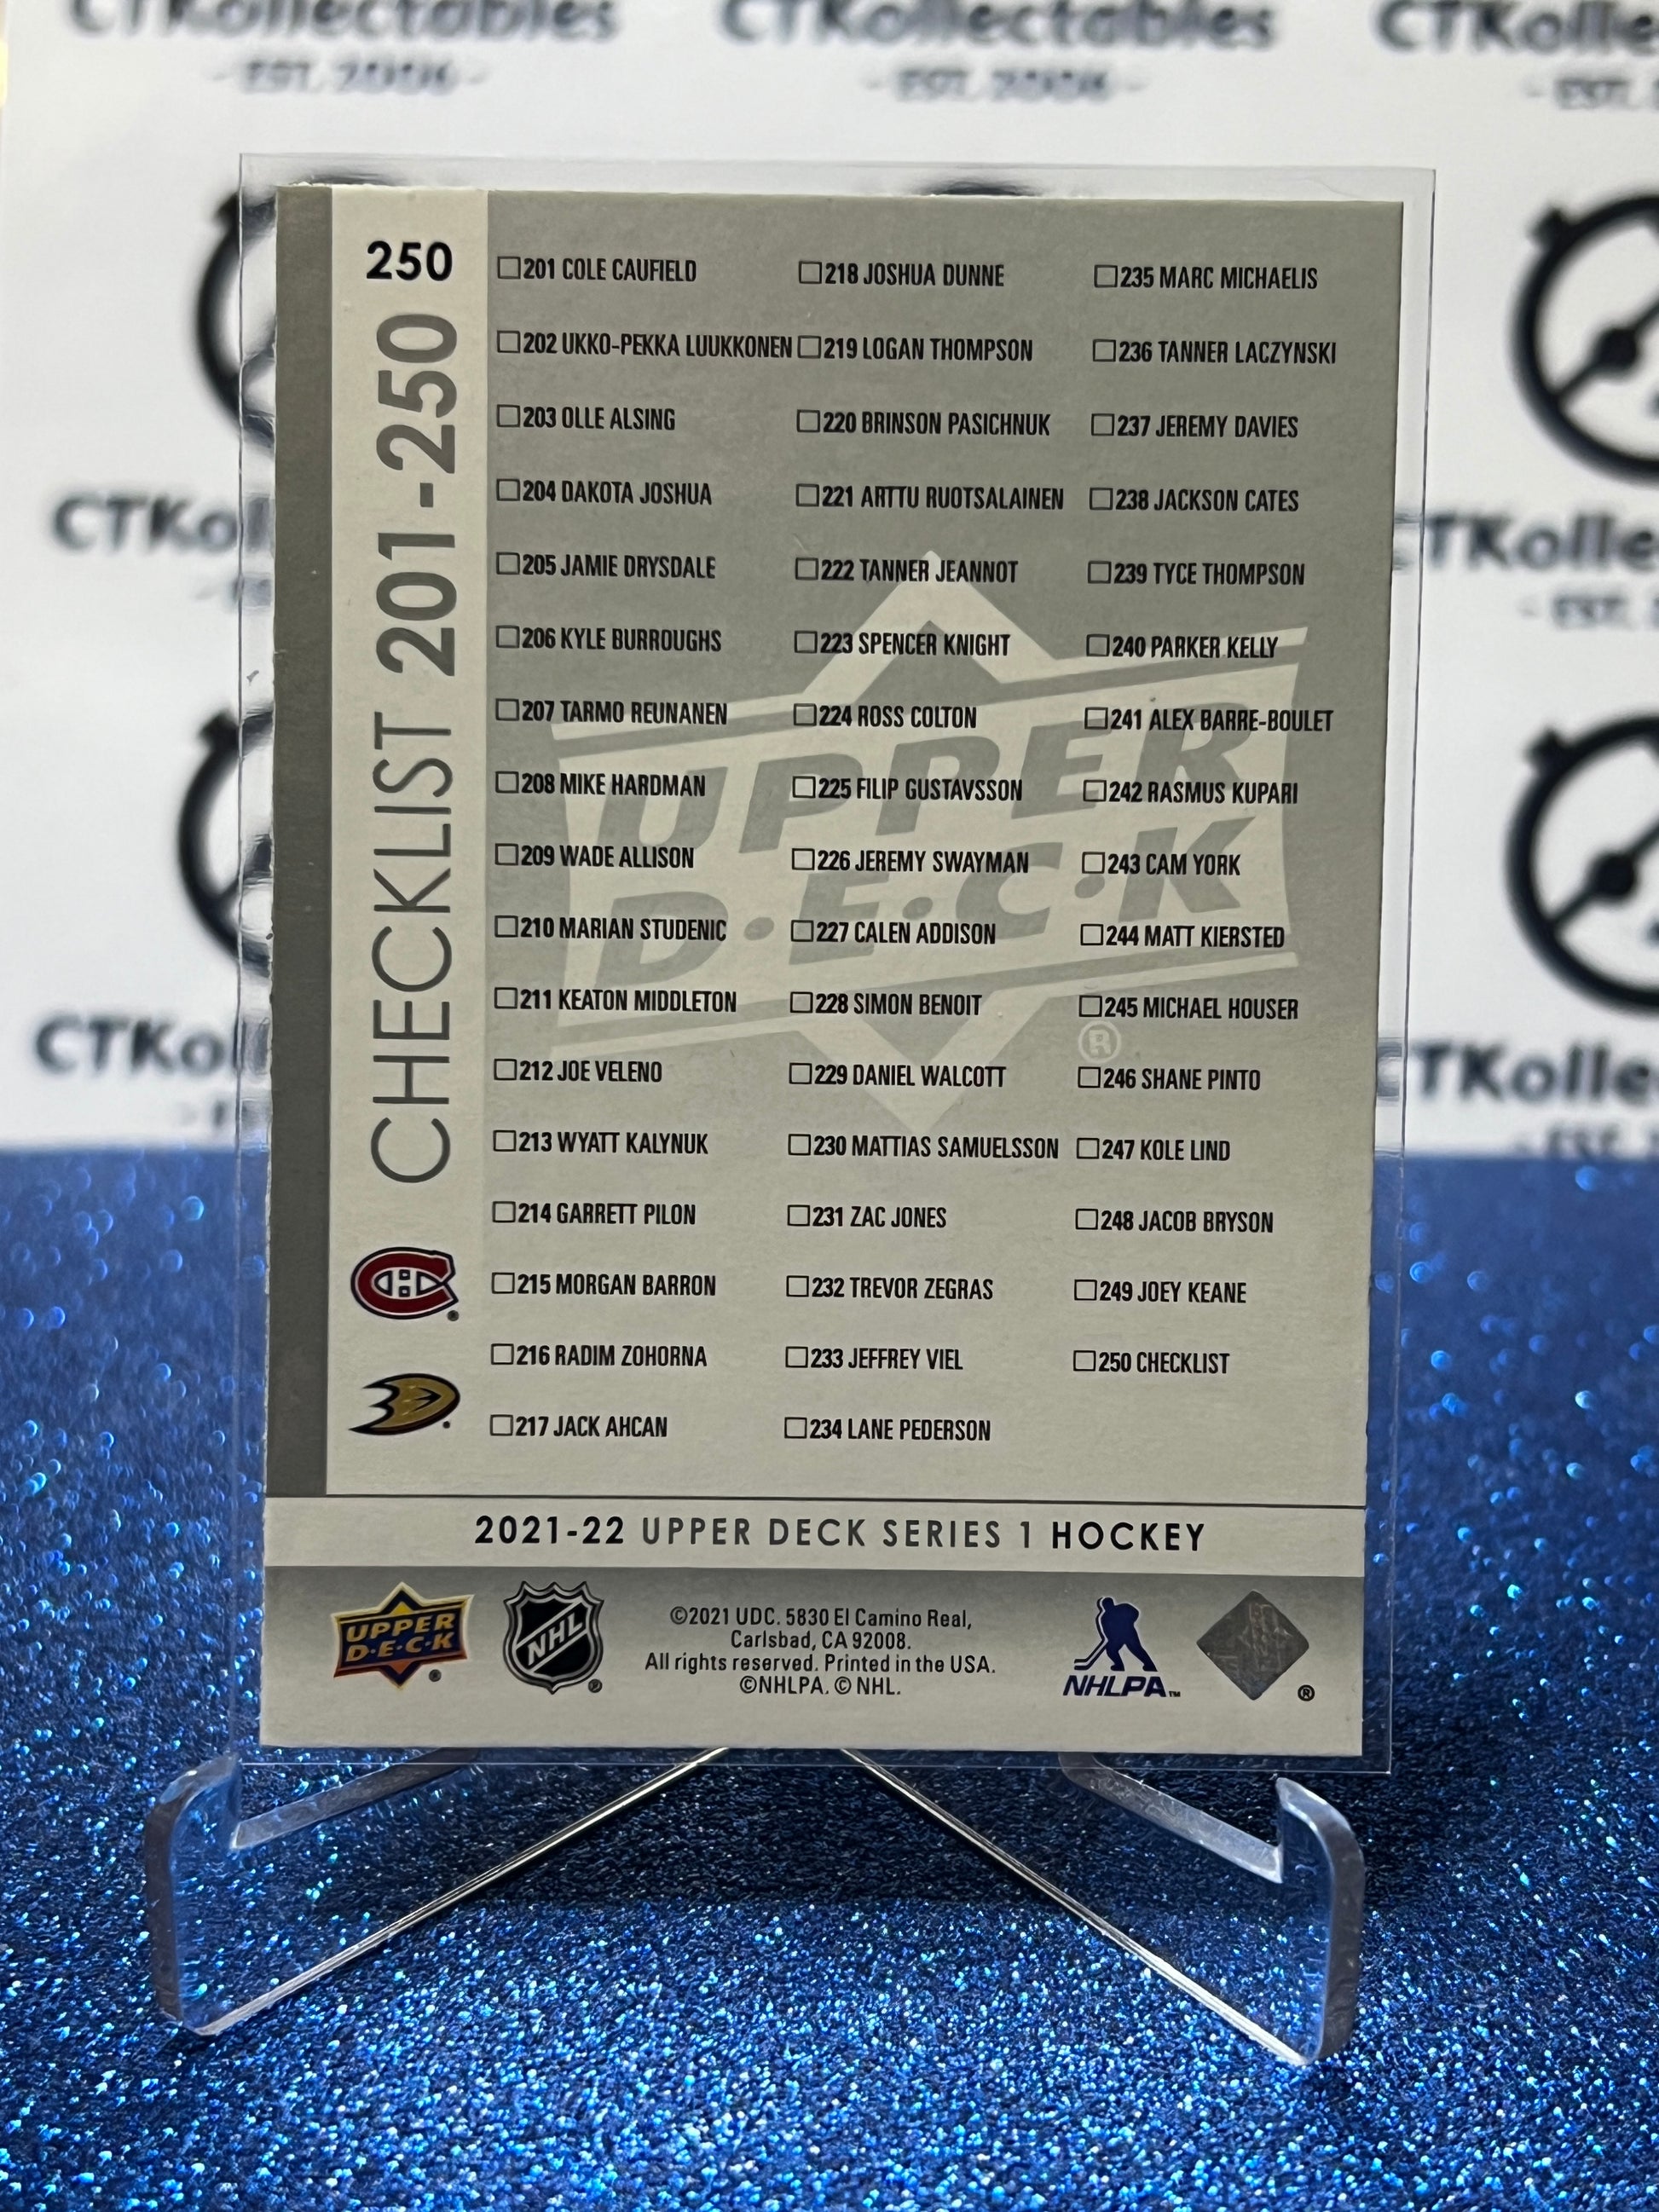 CTKollectables
- EST. 2006 -
CTKollectables
- EST. 2006 -
CTKolle
- EST.
CTKol
CTKolle
- EST.
CTKo
CTKolle
- EST.
250
CHECKLIST 201-250
201 COLE CAUFIELD
202 UKKO-PEKKA LUUKKONEN
203 OLLE ALSING
204 DAKOTA JOSHUA
205 JAMIE DRYSDALE
206 KYLE BURROUGHS
207 TARMO REUNANEN
208 MIKE HARDMAN
209 WADE ALLISON
210 MARIAN STUDENIC
211 KEATON MIDDLETON
212 JOE VELENO
213 WYATT KALYNUK
214 GARRETT PILON
215 MORGAN BARRON
216 RADIM ZOHORNA
217 JACK AHCAN
218 JOSHUA DUNNE
219 LOGAN THOMPSON
220 BRINSON PASICHNUK
221 ARTTU RUOTSALAINEN
222 TANNER JEANNOT
223 SPENCER KNIGHT
224 ROSS COLTON
225 FILIP GUSTAVSSON
226 JEREMY SWAYMAN
227 CALEN ADDISON
228 SIMON BENOIT
229 DANIEL WALCOTT
230 MATTIAS SAMUELSSON
231 ZAC JONES
232 TREVOR ZEGRAS
233 JEFFREY VIEL
234 LANE PEDERSON
235 MARC MICHAELIS
236 TANNER LACZYNSKI
237 JEREMY DAVIES
238 JACKSON CATES
239 TYCE THOMPSON
240 PARKER KELLY
241 ALEX BARRE-BOULET
242 RASMUS KUPARI
243 CAM YORK
244 MATT KIERSTED
245 MICHAEL HOUSER
246 SHANE PINTO
247 KOLE LIND
248 JACOB BRYSON
249 JOEY KEANE
250 CHECKLIST
UPPER
D·E·C·K
®
2021-22 UPPER DECK SERIES 1 HOCKEY
UPPER
D·E·C·K
®
NHL
®
©2021 UDC. 5830 El Camino Real,
Carlsbad, CA 92008.
All rights reserved. Printed in the USA.
©NHLPA. © NHL.
NHLPA™
®